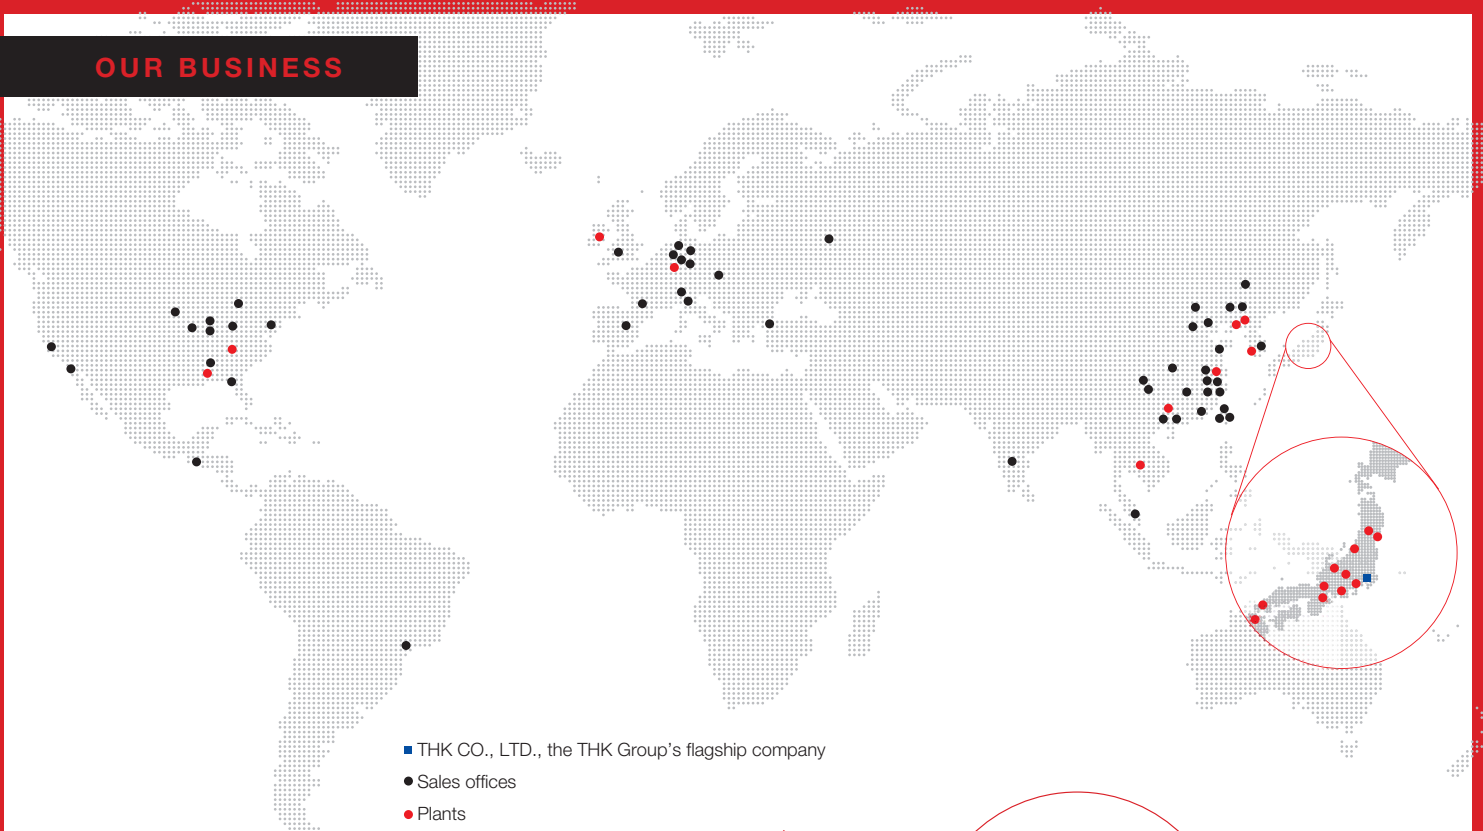 OUR BUSINESS
THK CO., LTD., the THK Group's flagship company
Sales offices
Plants